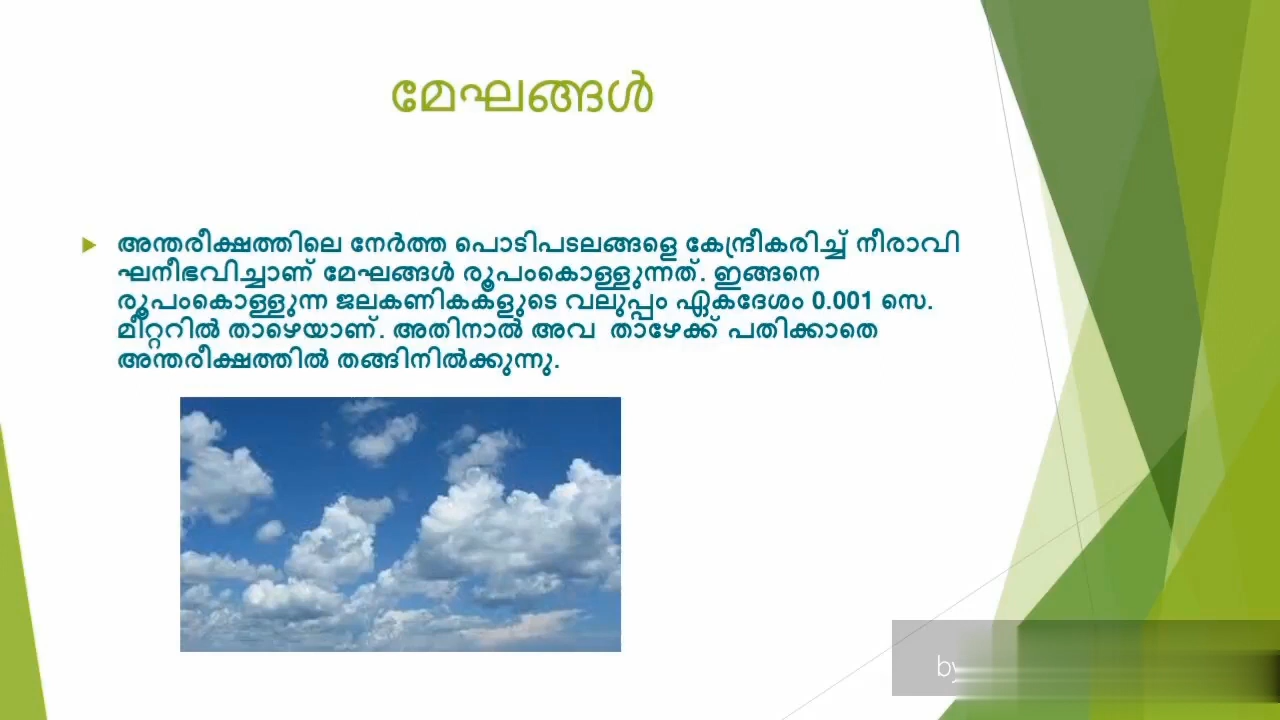 മേഘങ്ങൾ
അന്തരീക്ഷത്തിലെ നേർത്ത പൊടിപടലങ്ങളെ കേന്ദ്രീകരിച്ച് നീരാവി
ഘനീഭവിച്ചാണ് മേഘങ്ങൾ രൂപംകൊള്ളുന്നത്. ഇങ്ങനെ
രൂപംകൊള്ളുന്ന ജലകണികകളുടെ വലുപ്പം ഏകദേശം 0.001 സെ.
മീറ്ററിൽ താഴെയാണ്. അതിനാൽ അവ താഴേക്ക് പതിക്കാതെ
അന്തരീക്ഷത്തിൽ തങ്ങിനിൽക്കുന്നു.
by